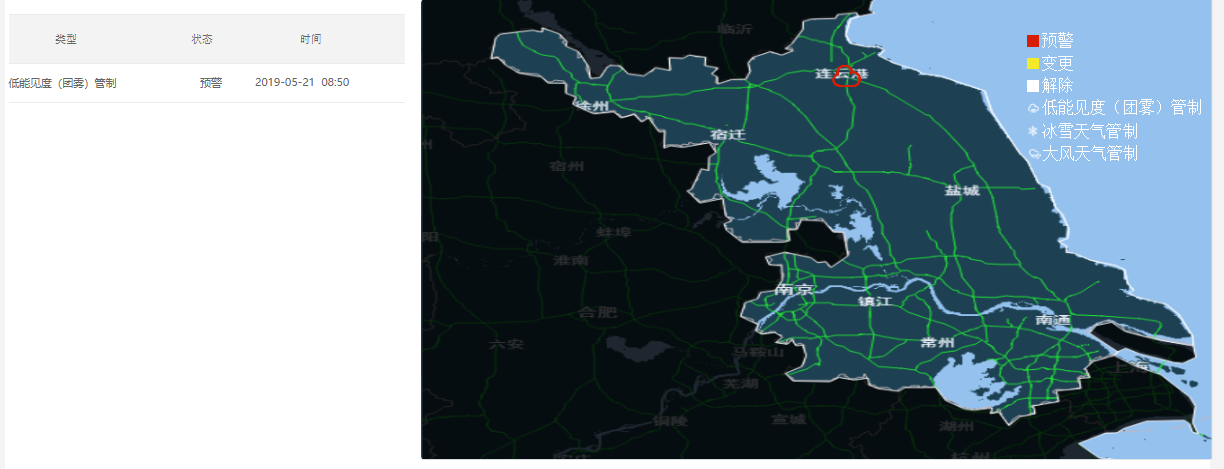 类型 状态 时间
低能见度（团雾）管制 预警 2019-05-21 08:50
临沂
预警
变更
解除
低能见度（团雾）管制
冰雪天气管制
大风天气管制
连云港
徐州
宿迁
宿州
盐城
蚌埠
淮南
南京
镇江
合肥
南通
六安
常州
马鞍山
上海
芜湖
铜陵
宣城
湖州
杭州